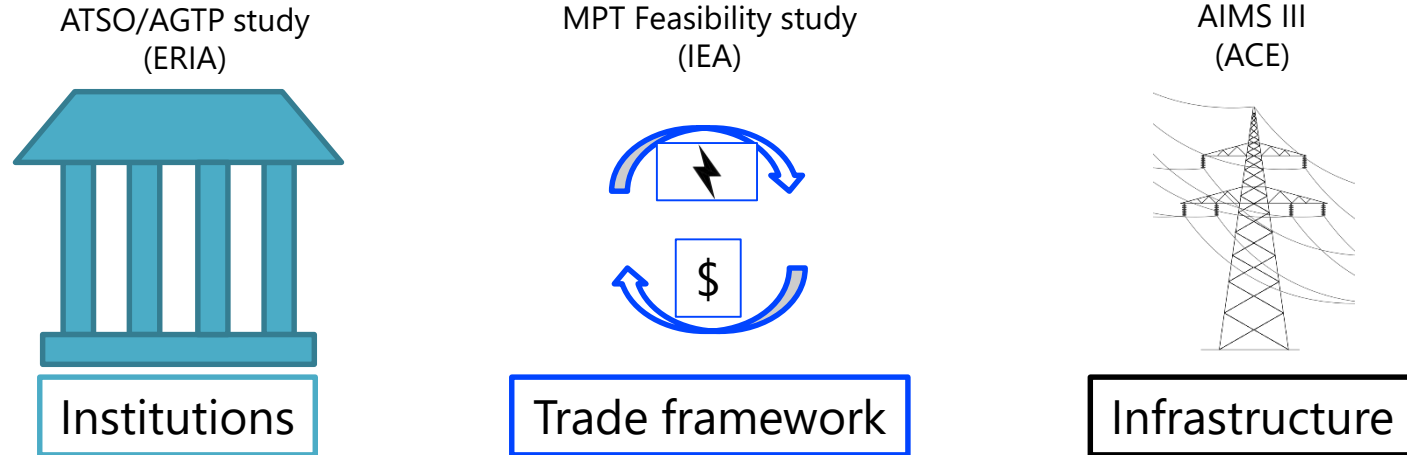 ATSO/AGTP study
(ERIA)
Institutions
MPT Feasibility study
(IEA)
$
Trade framework
AIMS III
(ACE)
Infrastructure